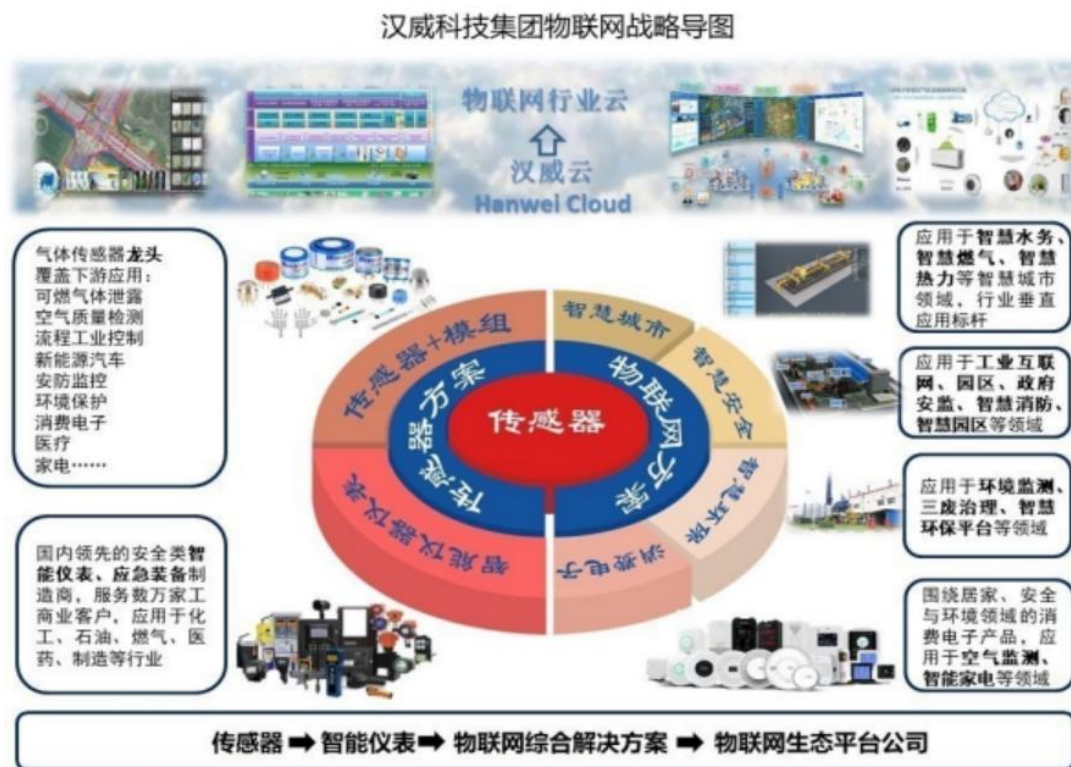 汉威科技集团物联网战略导图
物联网行业云
汉威云
Hanwei Cloud
气体传感器龙头
覆盖下游应用：
可燃气体泄露
空气质量检测
流程工业控制
新能源汽车
安防监控
环境保护
消费电子
医疗
家电……
国内领先的安全类智
能仪表、应急装备制
造商，服务数万家工
商业客户，应用于化
工、石油、燃气、医
药、制造等行业
传感器+模组
智能仪器仪表
传感器方案
传感器
物联网方案
智慧城市
智慧安全
智慧环保
消费电子
应用于智慧水务、
智慧燃气、智慧
热力等智慧城市
领域，行业垂直
应用标杆
应用于工业互联
网、园区、政府
安监、智慧消防、
智慧园区等领域
应用于环境监测、
三废治理、智慧
环保平台等领域
围绕居家、安全
与环境领域的消
费电子产品，应
用于空气监测、
智能家电等领域
传感器➡智能仪表➡物联网综合解决方案➡物联网生态平台公司